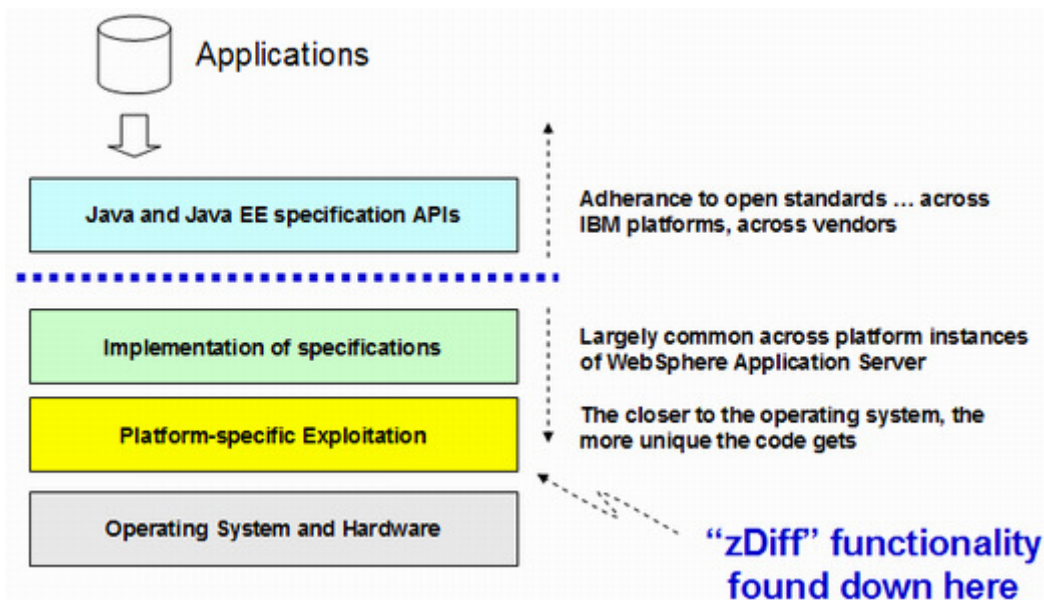 Applications
Java and Java EE specification APIs
Adherance to open standards … across
IBM platforms, across vendors
Implementation of specifications
Largely common across platform instances
of WebSphere Application Server
Platform-specific Exploitation
The closer to the operating system, the
more unique the code gets
Operating System and Hardware
“zDiff” functionality
found down here